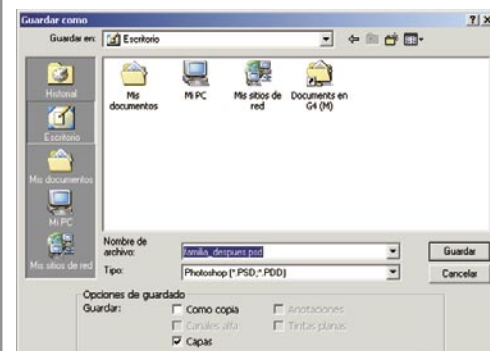 Guardar como
Guardar en: Escritorio
Historial
Escritorio
Mis documentos
Mi PC
Mis sitios de red
Mis documentos
Mi PC
Mis sitios de red
Documents en G4 (M)
Nombre de archivo: familia_despues.psd
Guardar
Tipo: Photoshop (*.PSD;*.PDD)
Cancelar
Opciones de guardado
Guardar:
Como copia
Anotaciones
Canales alfa
Tintas planas
Capas